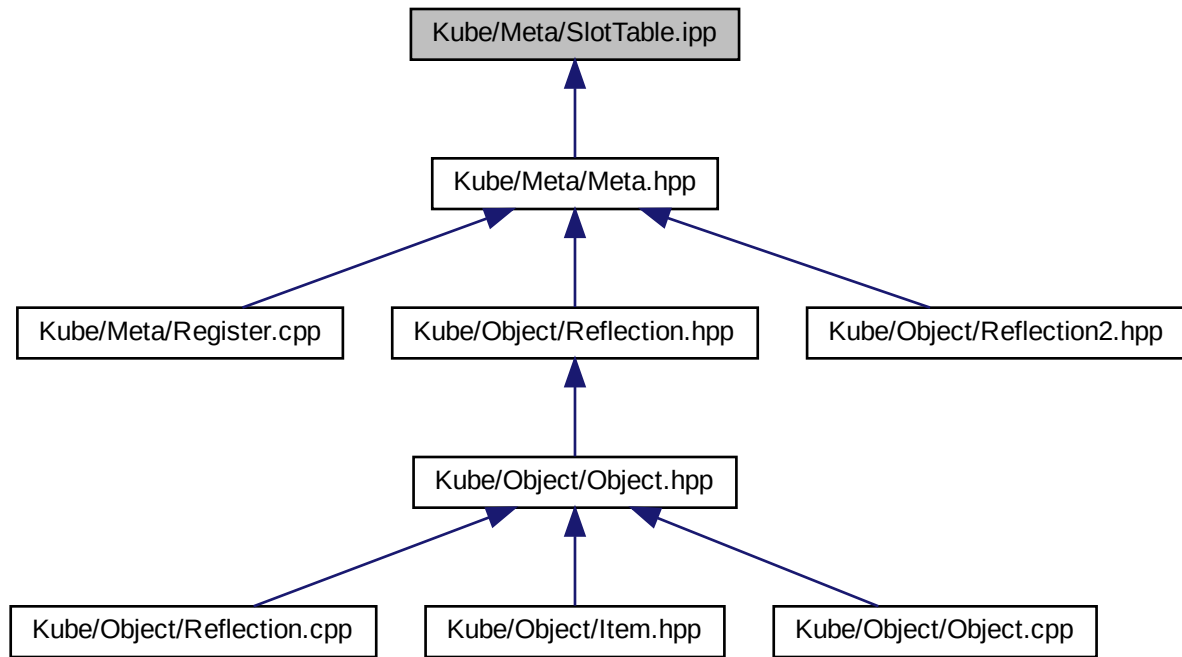 Kube/Meta/SlotTable.ipp
Kube/Meta/Meta.hpp
Kube/Meta/Register.cpp
Kube/Object/Reflection.hpp
Kube/Object/Reflection2.hpp
Kube/Object/Object.hpp
Kube/Object/Reflection.cpp
Kube/Object/Item.hpp
Kube/Object/Object.cpp